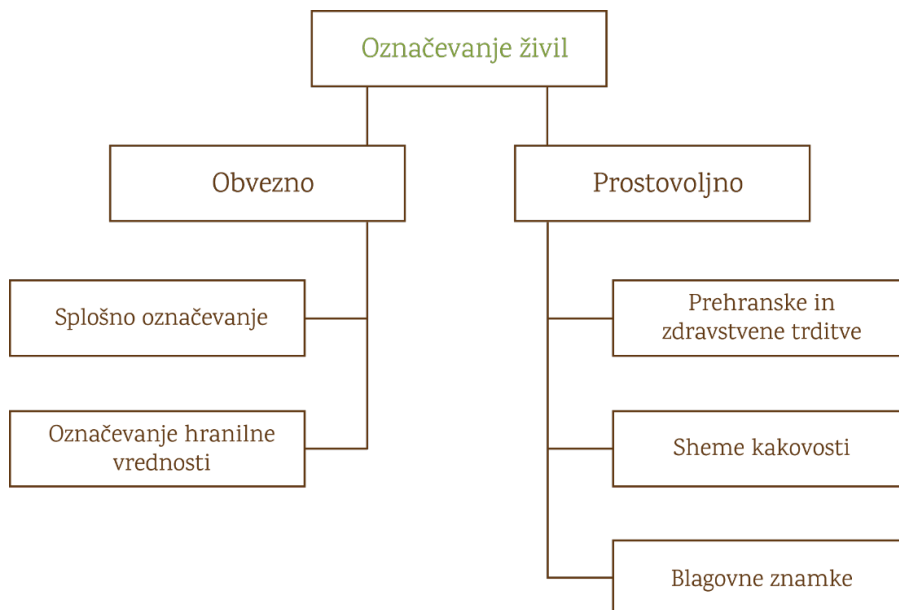 Označevanje živil
Obvezno
Prostovoljno
Splošno označevanje
Označevanje hranilne
vrednosti
Prehranske in
zdravstvene trditve
Sheme kakovosti
Blagovne znamke